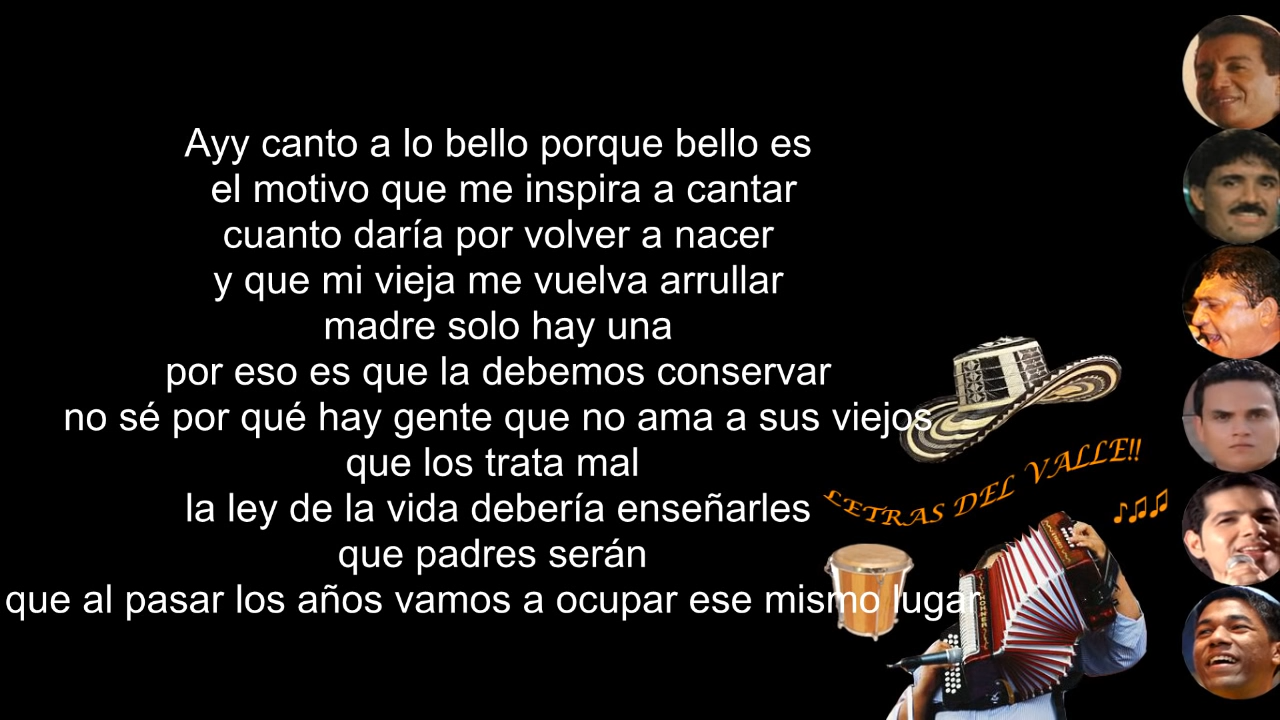 Ayy canto a lo bello porque bello es
el motivo que me inspira a cantar
cuanto daría por volver a nacer
y que mi vieja me vuelva arrullar
madre solo hay una
por eso es que la debemos conservar
no sé por qué hay gente que no ama a sus viejos
que los trata mal
la ley de la vida debería enseñarles
que padres serán
que al pasar los años vamos a ocupar ese mismo lugar
LETRAS DEL VALLE!!
HOHNER